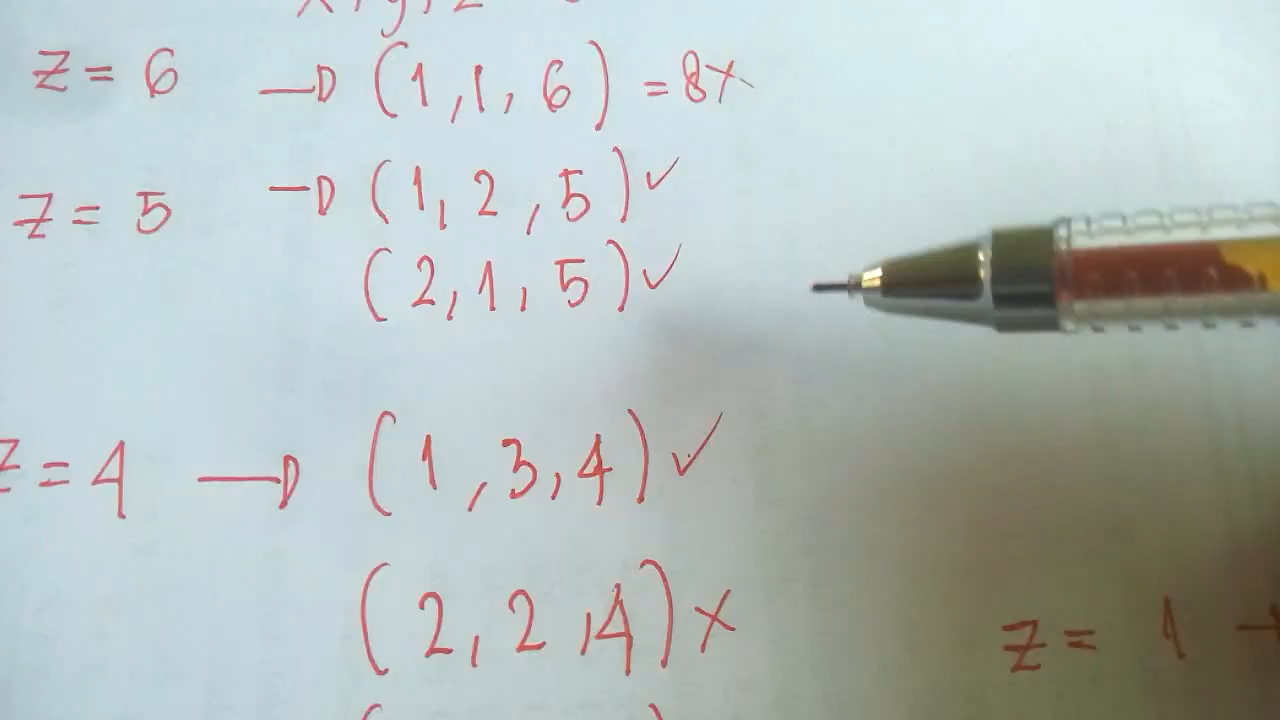 z = 6 → (1, 1, 6) = 8 x
z = 5 → (1, 2, 5) ✓
(2, 1, 5) ✓
z = 4 → (1, 3, 4) ✓
(2, 2, 4) x
z = 1